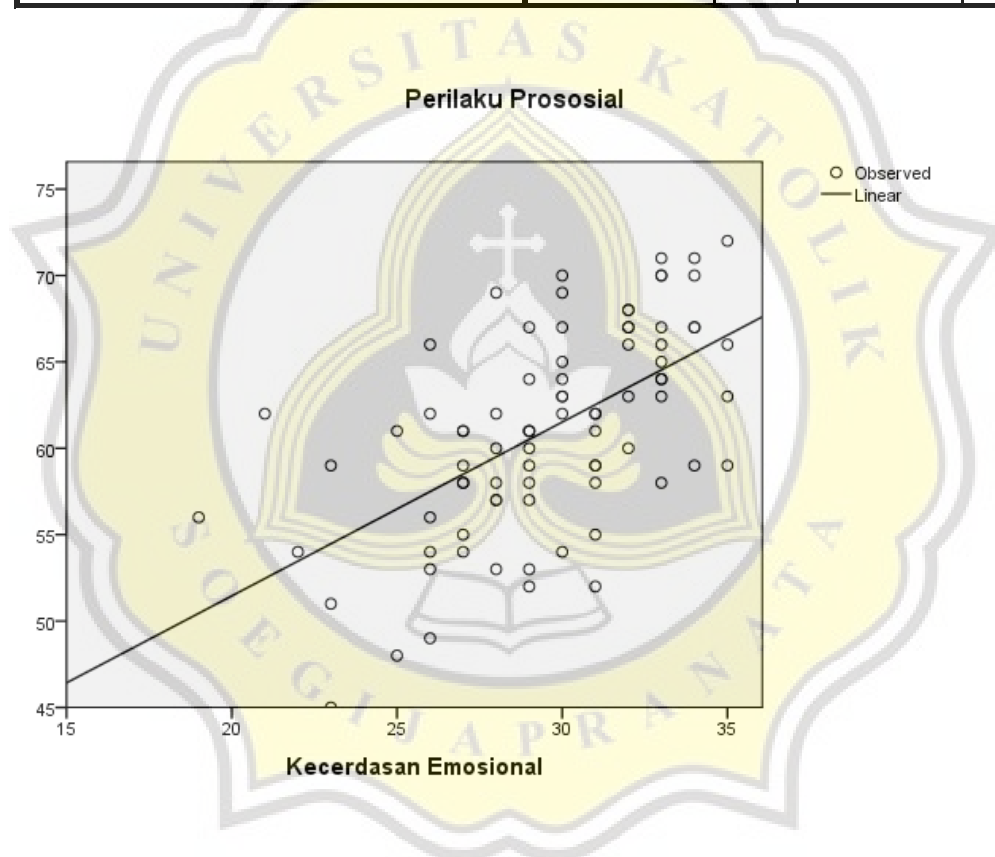 UNIVERSITAS KATOLIK
Perilaku Prososial
Observed
Linear
75
70
65
60
55
50
45
15
20
25
30
35
Kecerdasan Emosional
SOEGIJAPRANATA